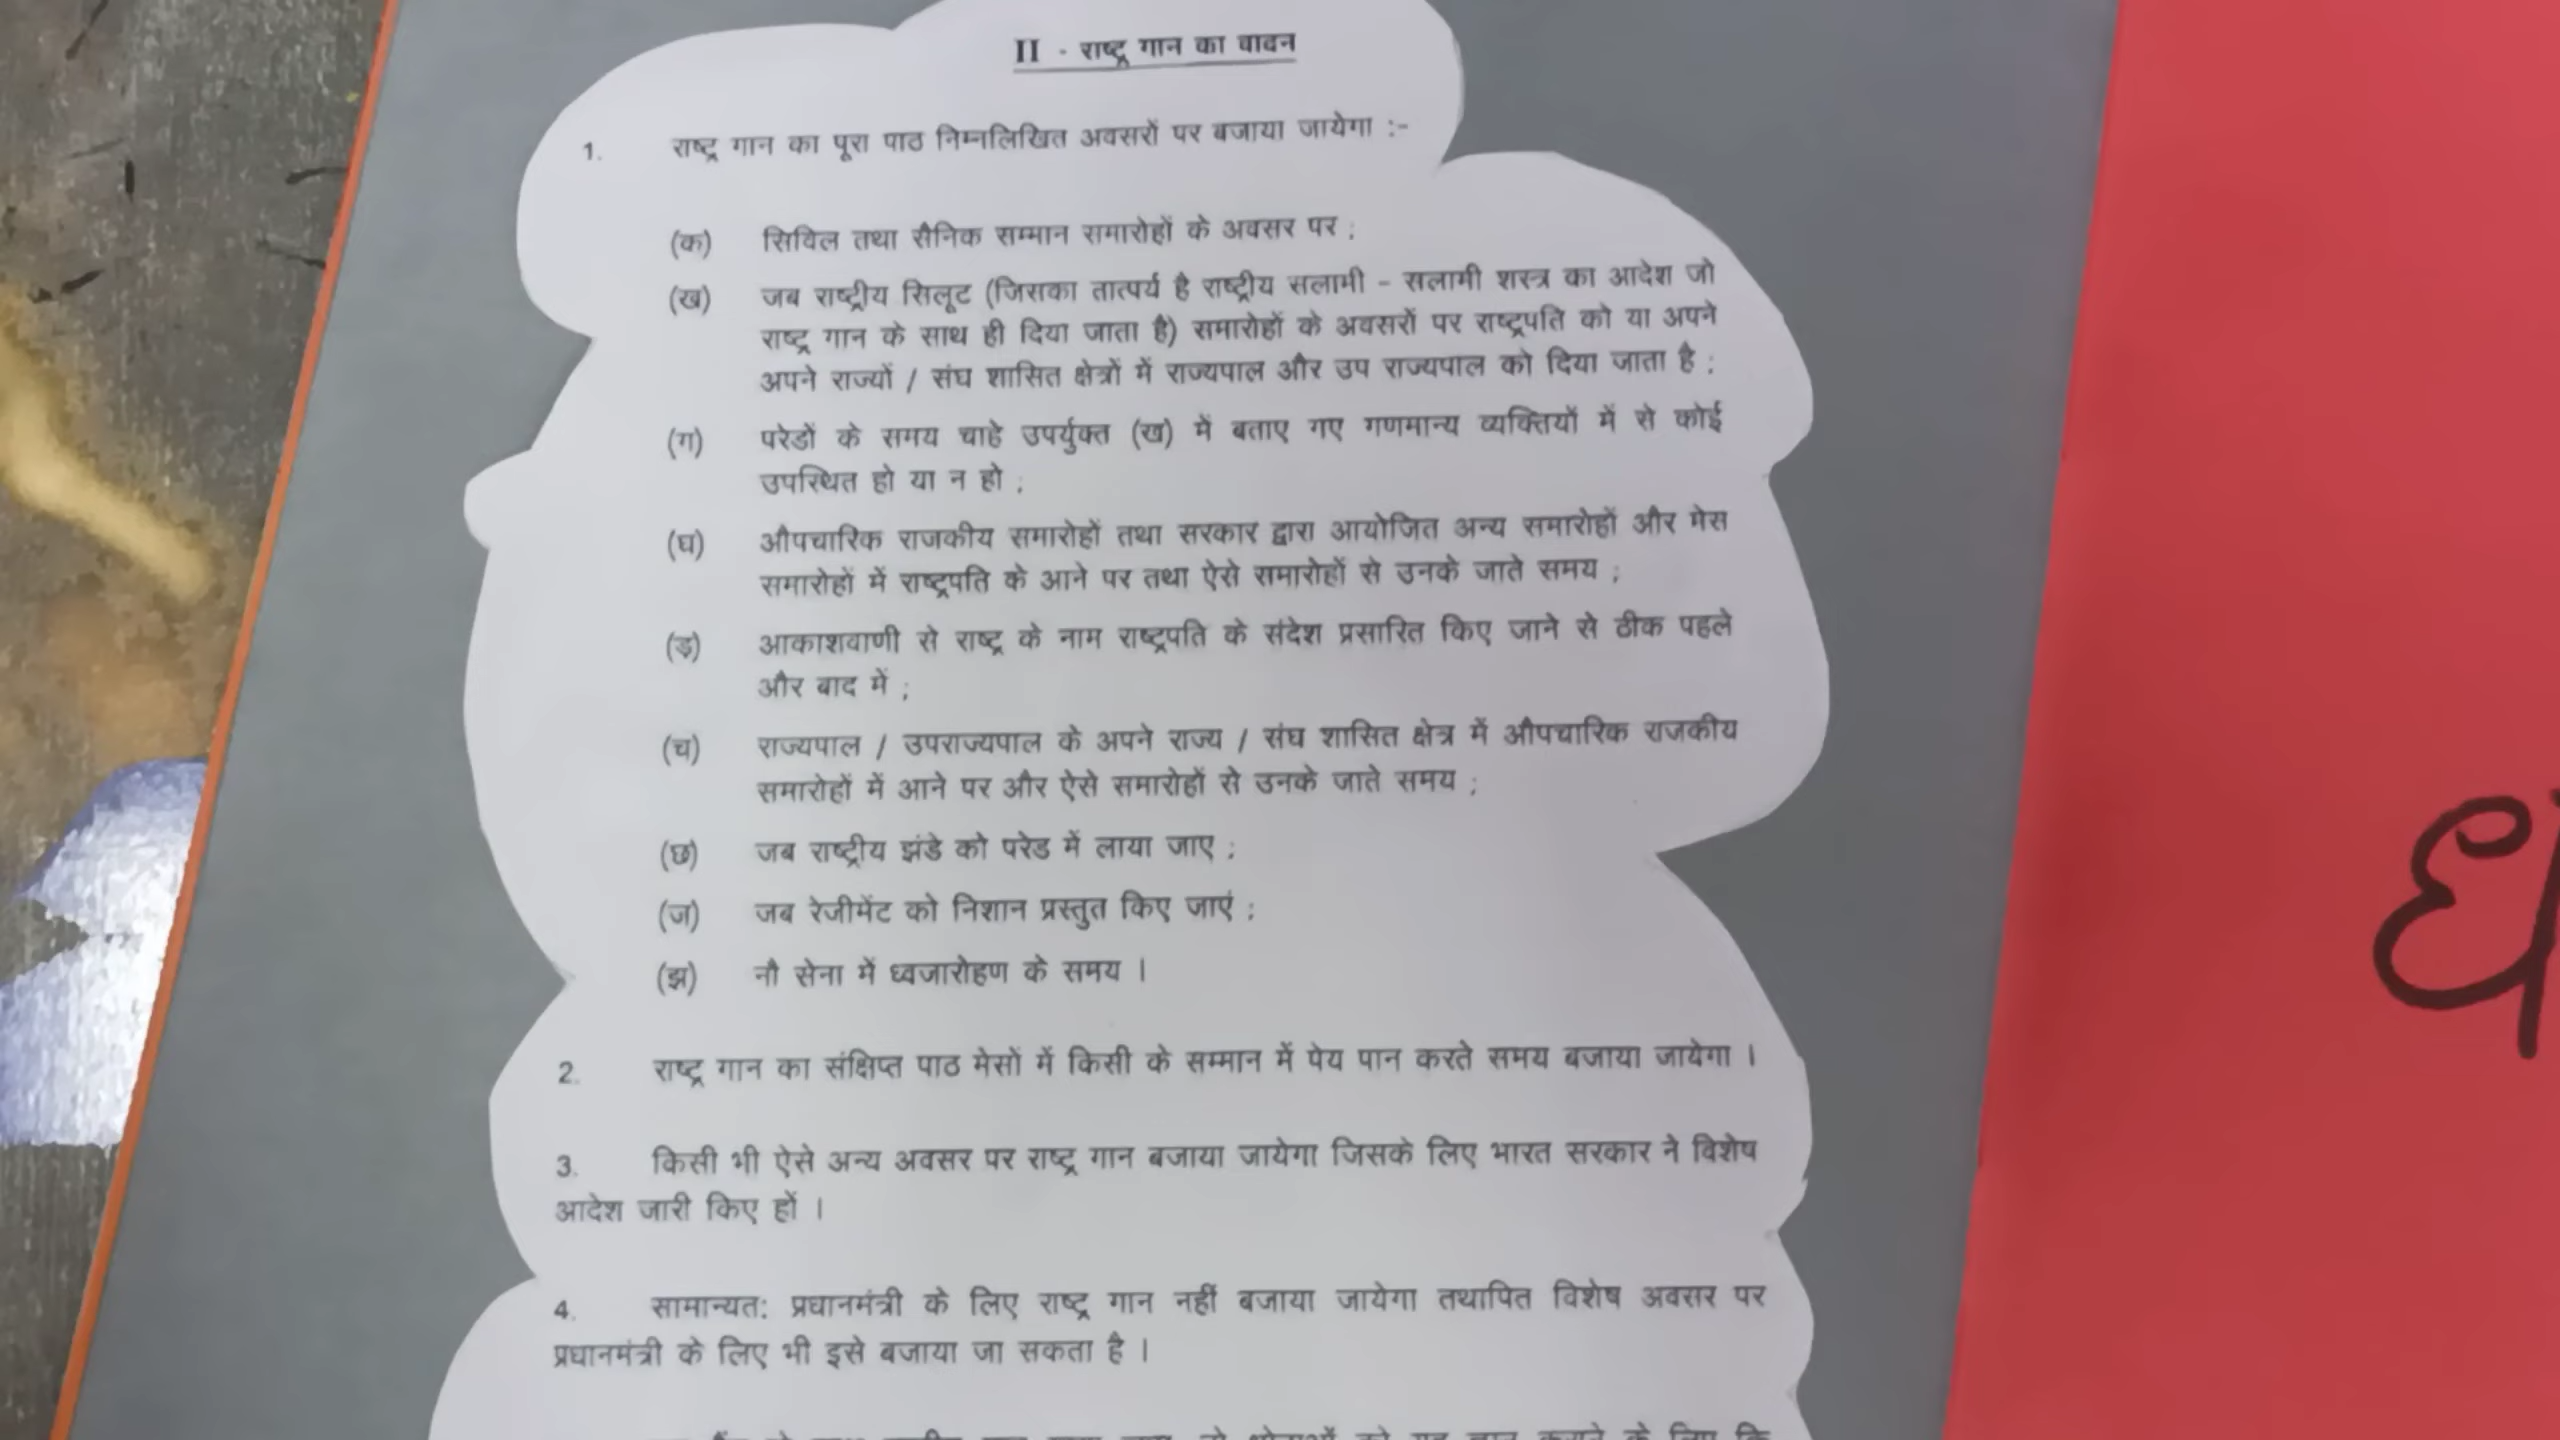 II - राष्ट्र गान का वादन
1. राष्ट्र गान का पूरा पाठ निम्नलिखित अवसरों पर बजाया जायेगा :-
(क) सिविल तथा सैनिक सम्मान समारोहों के अवसर पर ;
(ख) जब राष्ट्रीय सिलूट (जिसका तात्पर्य है राष्ट्रीय सलामी - सलामी शस्त्र का आदेश जो
राष्ट्र गान के साथ ही दिया जाता है) समारोहों के अवसरों पर राष्ट्रपति को या अपने
अपने राज्यों / संघ शासित क्षेत्रों में राज्यपाल और उप राज्यपाल को दिया जाता है ;
(ग) परेडों के समय चाहे उपर्युक्त (ख) में बताए गए गणमान्य व्यक्तियों में से कोई
उपस्थित हो या न हो ;
(घ) औपचारिक राजकीय समारोहों तथा सरकार द्वारा आयोजित अन्य समारोहों और मेस
समारोहों में राष्ट्रपति के आने पर तथा ऐसे समारोहों से उनके जाते समय ;
(ड़) आकाशवाणी से राष्ट्र के नाम राष्ट्रपति के संदेश प्रसारित किए जाने से ठीक पहले
और बाद में ;
(च) राज्यपाल / उपराज्यपाल के अपने राज्य / संघ शासित क्षेत्र में औपचारिक राजकीय
समारोहों में आने पर और ऐसे समारोहों से उनके जाते समय ;
(छ) जब राष्ट्रीय झंडे को परेड में लाया जाए ;
(ज) जब रेजीमेंट को निशान प्रस्तुत किए जाएं ;
(झ) नौ सेना में ध्वजारोहण के समय ।
2. राष्ट्र गान का संक्षिप्त पाठ मेसों में किसी के सम्मान में पेय पान करते समय बजाया जायेगा ।
3. किसी भी ऐसे अन्य अवसर पर राष्ट्र गान बजाया जायेगा जिसके लिए भारत सरकार ने विशेष
आदेश जारी किए हों ।
4. सामान्यत: प्रधानमंत्री के लिए राष्ट्र गान नहीं बजाया जायेगा तथापित विशेष अवसर पर
प्रधानमंत्री के लिए भी इसे बजाया जा सकता है ।